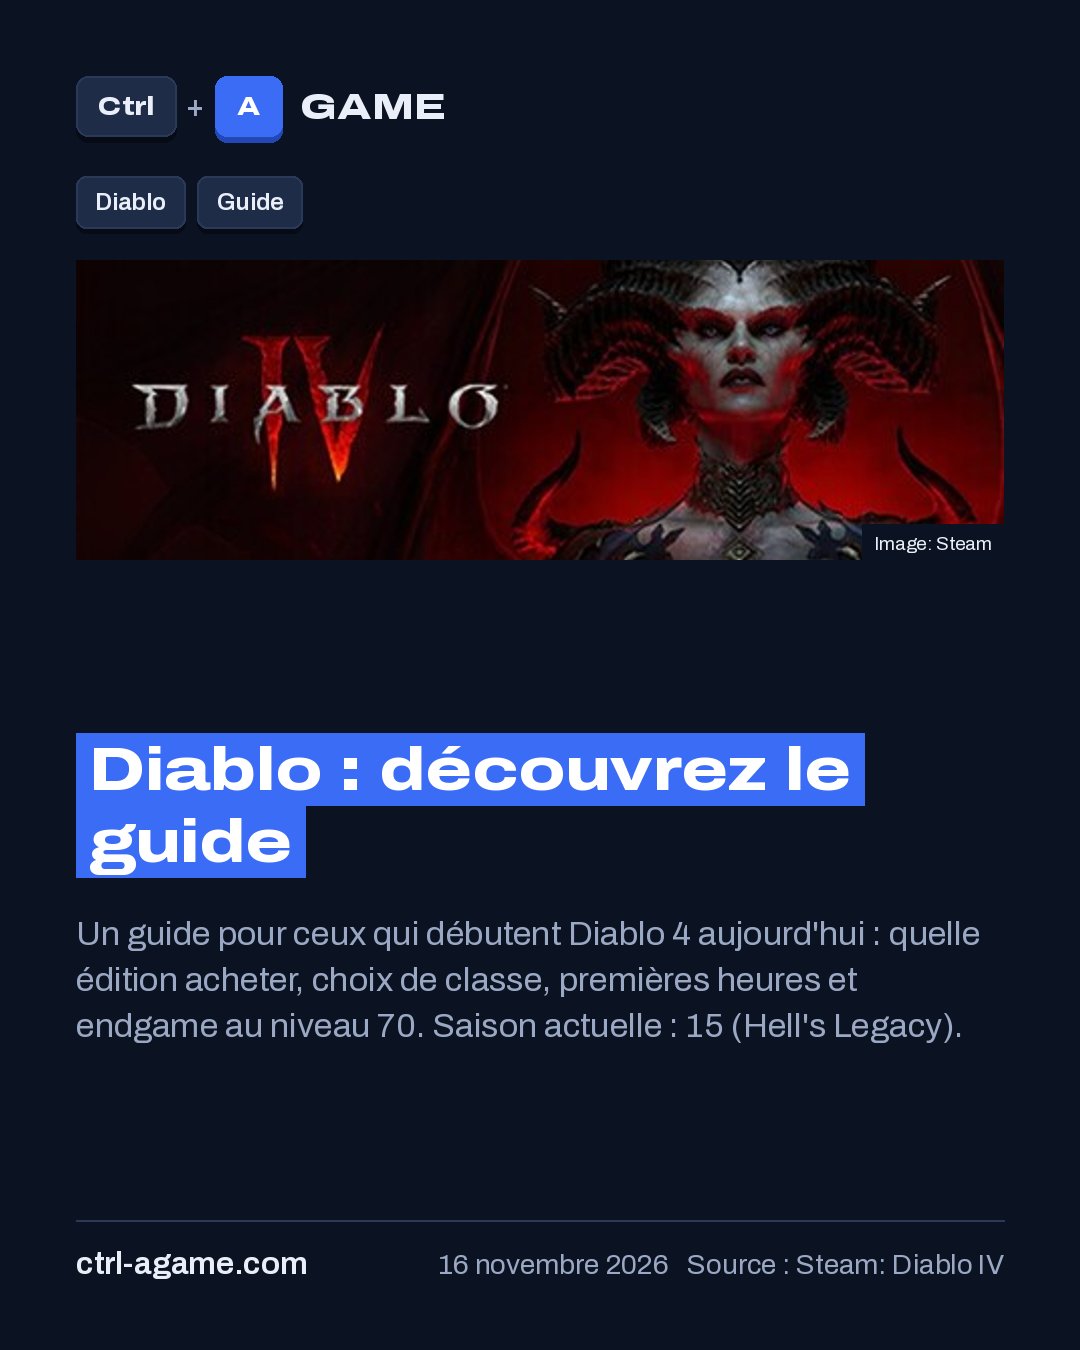 Ctrl + A GAME
Diablo Guide
DIABLO IV
Image: Steam
Diablo : découvrez le
guide
Un guide pour ceux qui débutent Diablo 4 aujourd'hui : quelle
édition acheter, choix de classe, premières heures et
endgame au niveau 70. Saison actuelle : 15 (Hell's Legacy).
ctrl-agame.com 16 novembre 2026 Source : Steam: Diablo IV